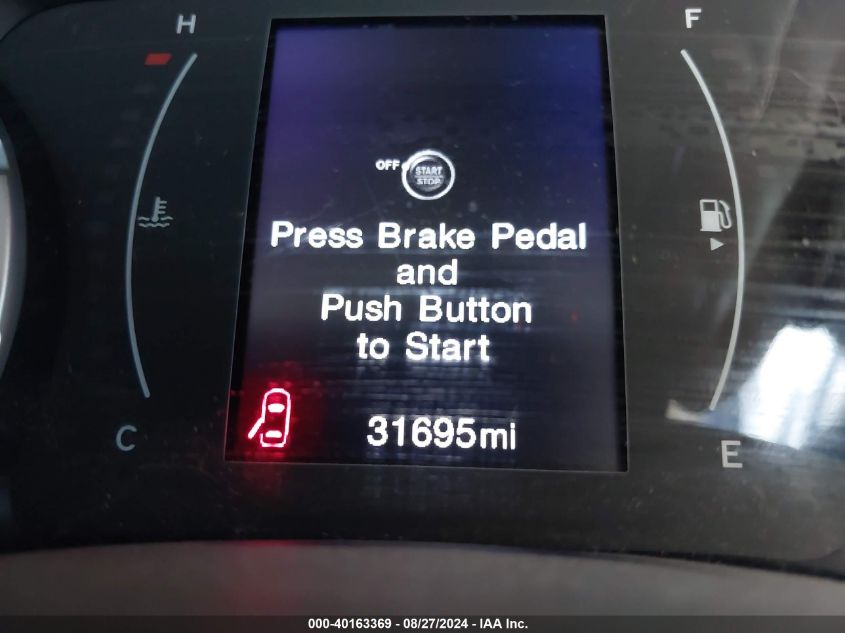 H
F
OFF
START
STOP
Press Brake Pedal
and
Push Button
to Start
31695mi
C
E
000-40163369 - 08/27/2024 - IAA Inc.